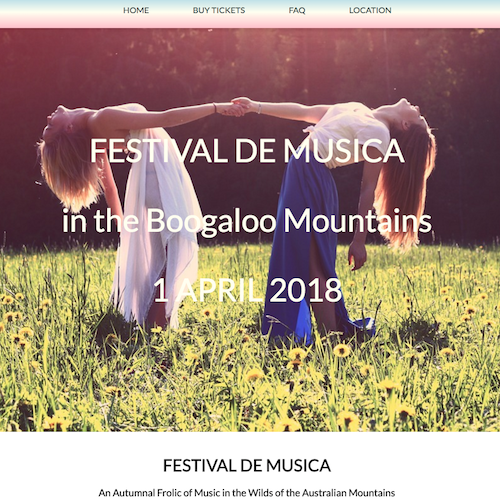 HOME BUY TICKETS FAQ LOCATION
FESTIVAL DE MUSICA
in the Boogaloo Mountains
1 APRIL 2018
FESTIVAL DE MUSICA
An Autumnal Frolic of Music in the Wilds of the Australian Mountains